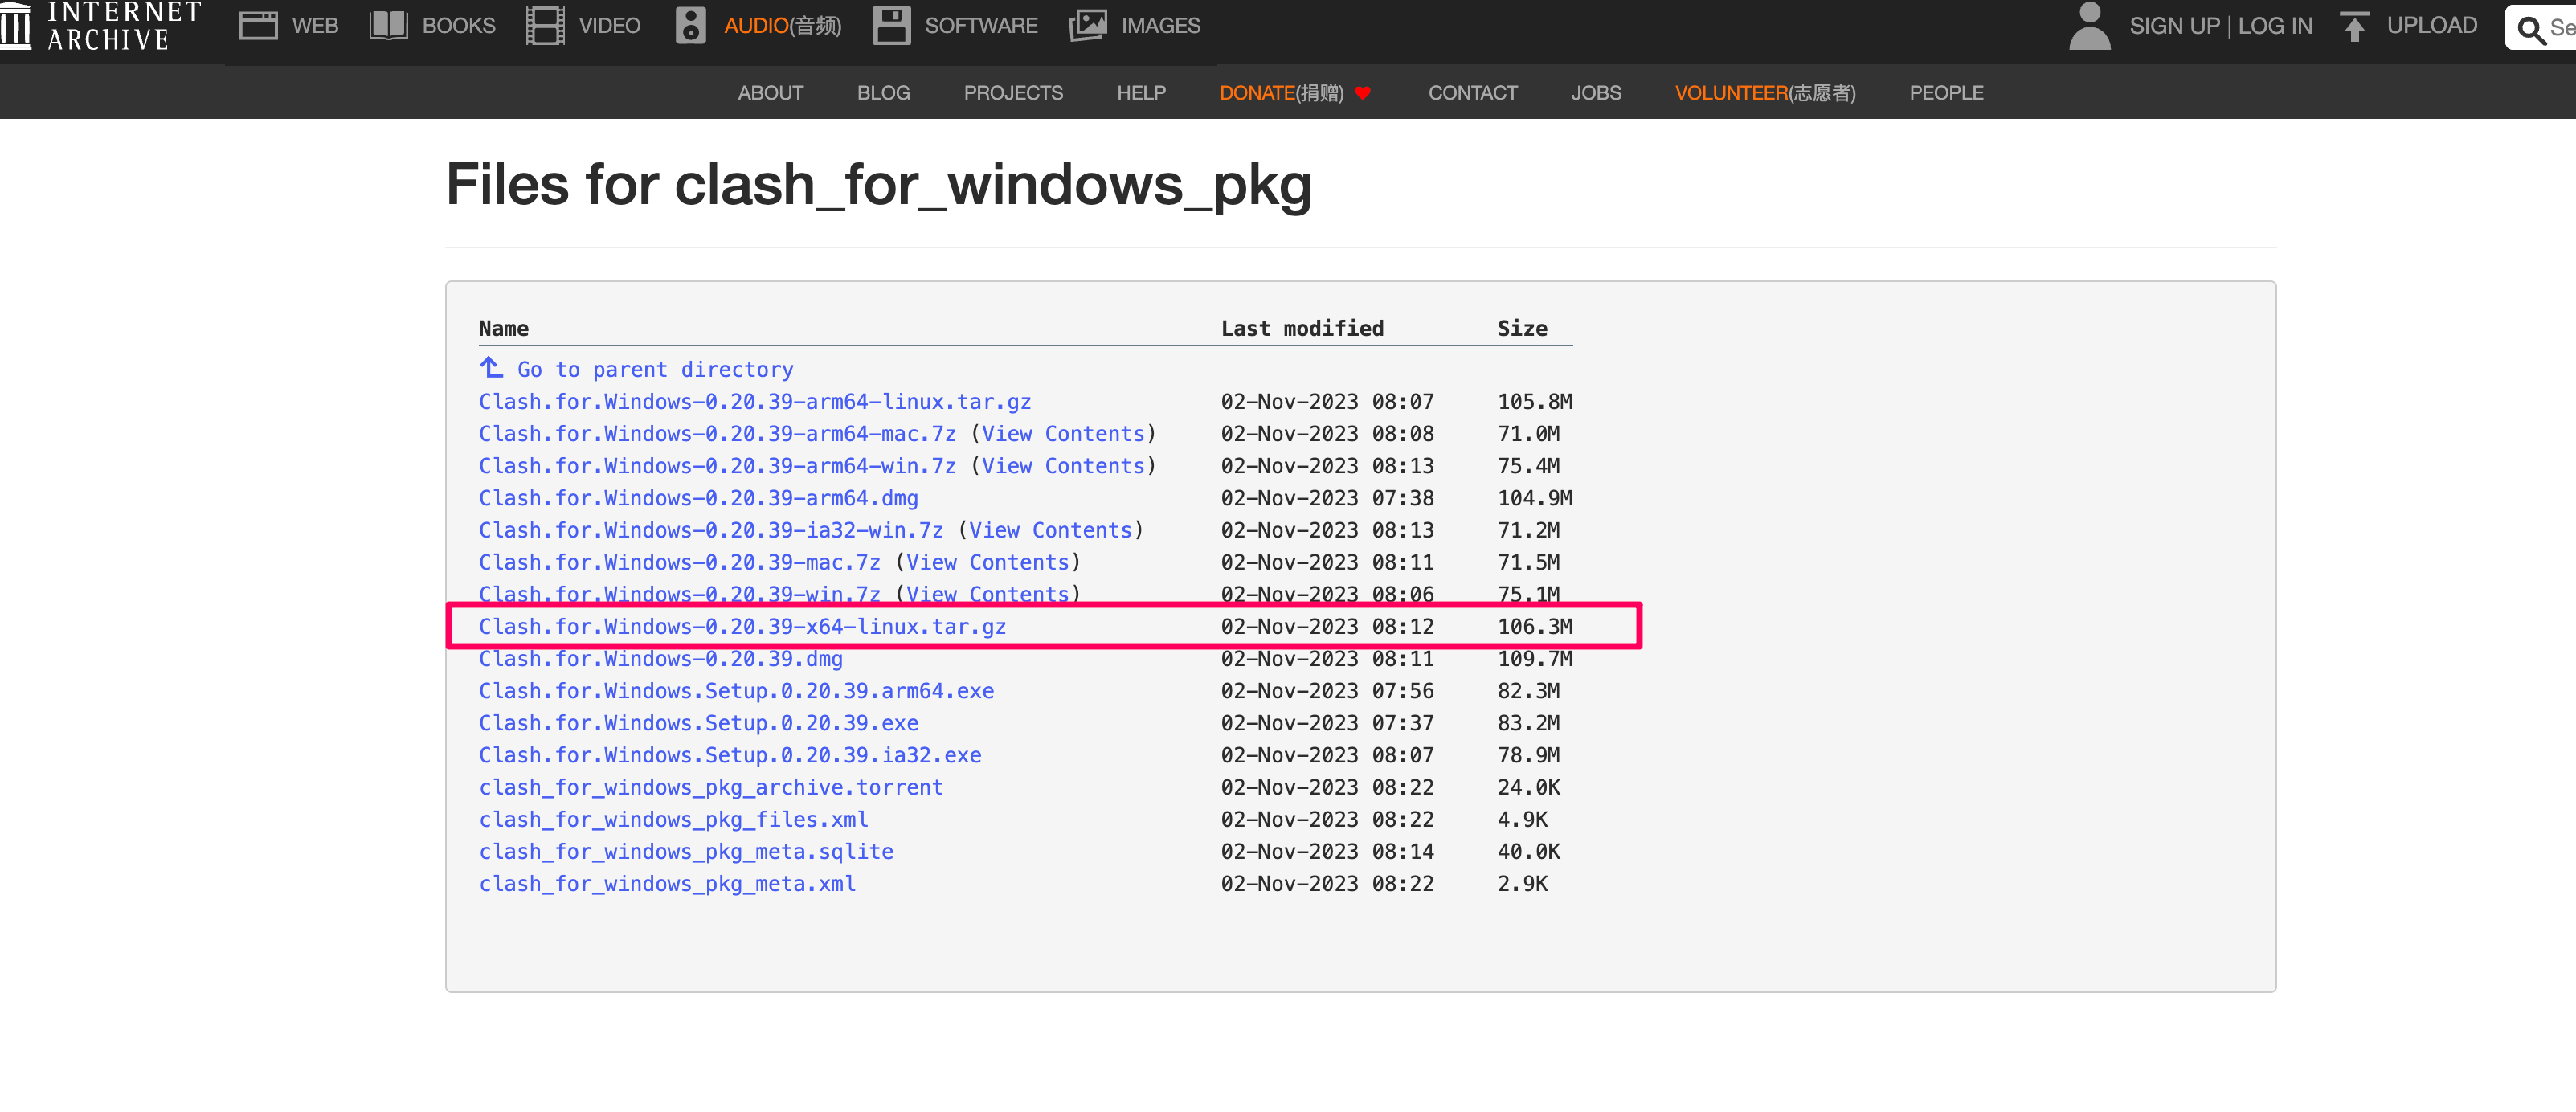 INTERNET ARCHIVE
WEB BOOKS VIDEO AUDIO(音频) SOFTWARE IMAGES SIGN UP | LOG IN UPLOAD
ABOUT BLOG PROJECTS HELP DONATE(捐赠) CONTACT JOBS VOLUNTEER(志愿者) PEOPLE
Files for clash_for_windows_pkg
Name Last modified Size
Go to parent directory
Clash.for.Windows-0.20.39-arm64-linux.tar.gz 02-Nov-2023 08:07 105.8M
Clash.for.Windows-0.20.39-arm64-mac.7z (View Contents) 02-Nov-2023 08:08 71.0M
Clash.for.Windows-0.20.39-arm64-win.7z (View Contents) 02-Nov-2023 08:13 75.4M
Clash.for.Windows-0.20.39-arm64.dmg 02-Nov-2023 07:38 104.9M
Clash.for.Windows-0.20.39-ia32-win.7z (View Contents) 02-Nov-2023 08:13 71.2M
Clash.for.Windows-0.20.39-mac.7z (View Contents) 02-Nov-2023 08:11 71.5M
Clash.for.Windows-0.20.39-win.7z (View Contents) 02-Nov-2023 08:06 75.1M
Clash.for.Windows-0.20.39-x64-linux.tar.gz 02-Nov-2023 08:12 106.3M
Clash.for.Windows-0.20.39.dmg 02-Nov-2023 08:11 109.7M
Clash.for.Windows.Setup.0.20.39.arm64.exe 02-Nov-2023 07:56 82.3M
Clash.for.Windows.Setup.0.20.39.exe 02-Nov-2023 07:37 83.2M
Clash.for.Windows.Setup.0.20.39.ia32.exe 02-Nov-2023 08:07 78.9M
clash_for_windows_pkg_archive.torrent 02-Nov-2023 08:22 24.0K
clash_for_windows_pkg_files.xml 02-Nov-2023 08:22 4.9K
clash_for_windows_pkg_meta.sqlite 02-Nov-2023 08:14 40.0K
clash_for_windows_pkg_meta.xml 02-Nov-2023 08:22 2.9K